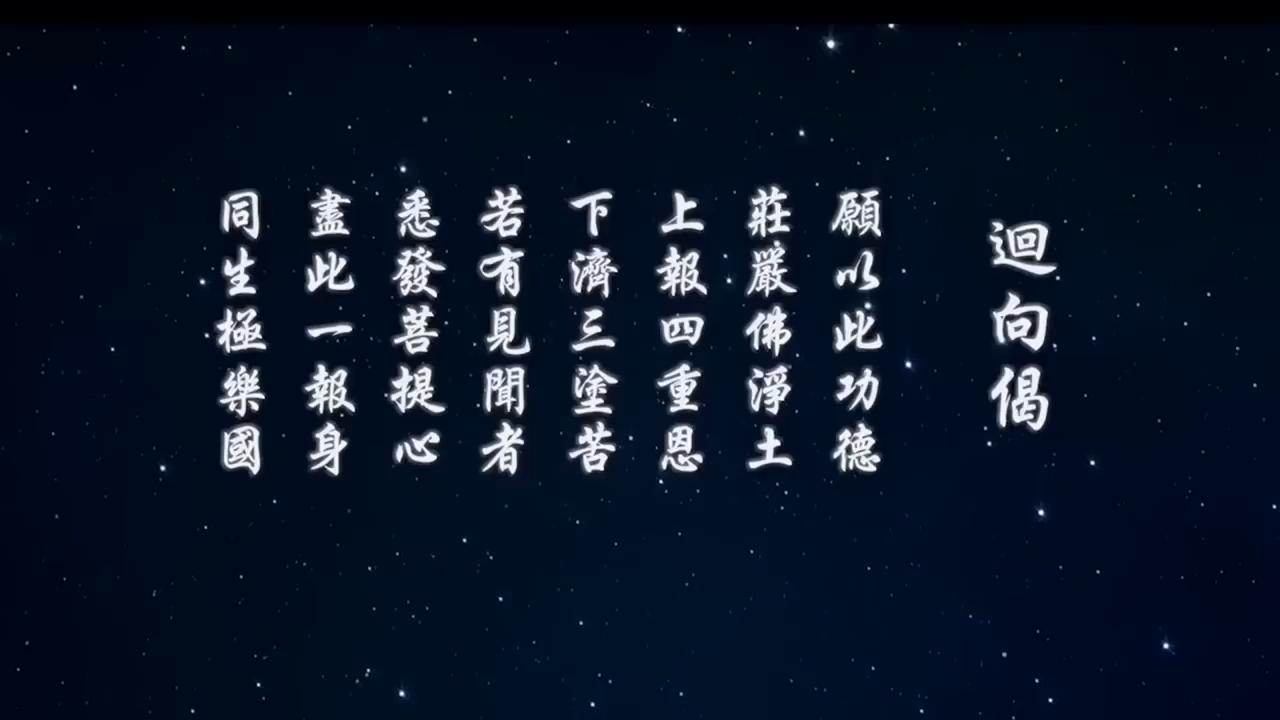 迴向偈
願以此功德
莊嚴佛淨土
上報四重恩
下濟三塗苦
若有見聞者
悉發菩提心
盡此一報身
同生極樂國